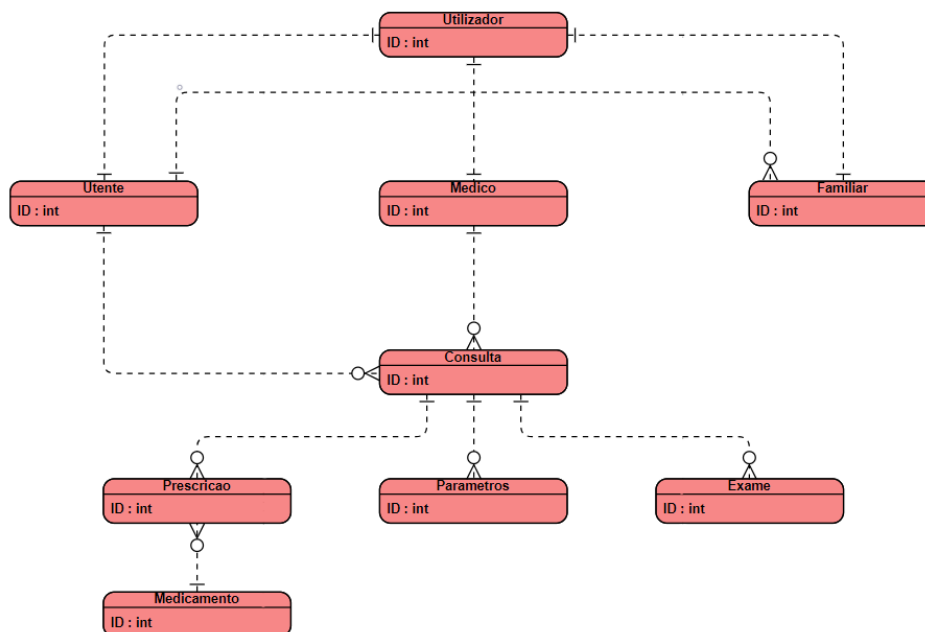 Utilizador
ID : int
Utente
ID : int
Medico
ID : int
Familiar
ID : int
Consulta
ID : int
Prescricao
ID : int
Parametros
ID : int
Exame
ID : int
Medicamento
ID : int